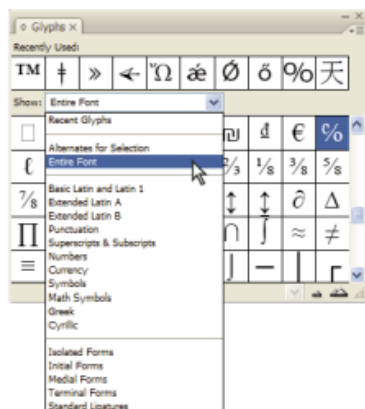 ◊ Glyphs ×
Recently Used:
TM ‡ » Ὤ ǽ Ǿ ő % 天
Show: Entire Font
Recent Glyphs
Alternates for Selection
Entire Font
Basic Latin and Latin 1
Extended Latin A
Extended Latin B
Punctuation
Superscripts & Subscripts
Numbers
Currency
Symbols
Math Symbols
Greek
Cyrillic
Isolated Forms
Initial Forms
Medial Forms
Terminal Forms
Standard Ligatures
₪ ₫ € ℅
ℓ ⅔ ⅛ ⅜ ⅝
⅞ ↕ ↨ ∂ ∆
∏ ∩ ∫ ≈ ≠
≡ ⌡ ─ │ ┌